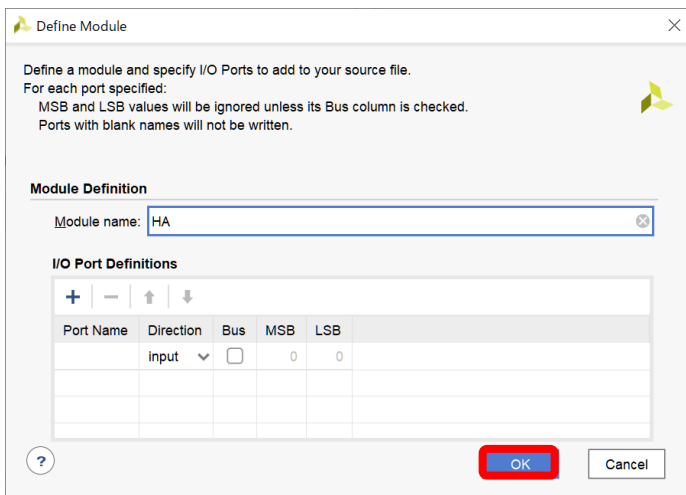 Define Module
Define a module and specify I/O Ports to add to your source file.
For each port specified:
MSB and LSB values will be ignored unless its Bus column is checked.
Ports with blank names will not be written.
Module Definition
Module name: HA
I/O Port Definitions
Port Name Direction Bus MSB LSB
input 0 0
? OK Cancel